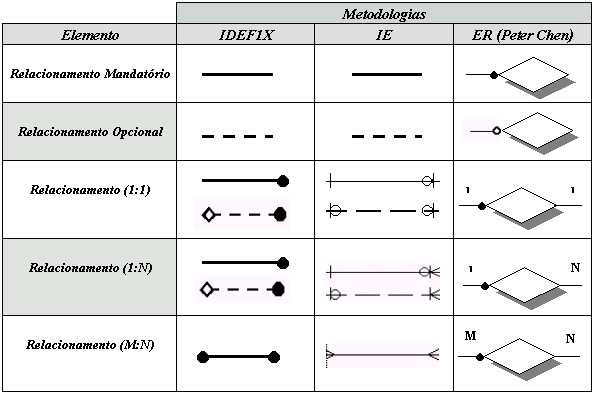 Metodologias
Elemento IDEF1X IE ER (Peter Chen)
Relacionamento Mandatório
Relacionamento Opcional
Relacionamento (1:1) 1 1
Relacionamento (1:N) 1 N
Relacionamento (M:N) M N